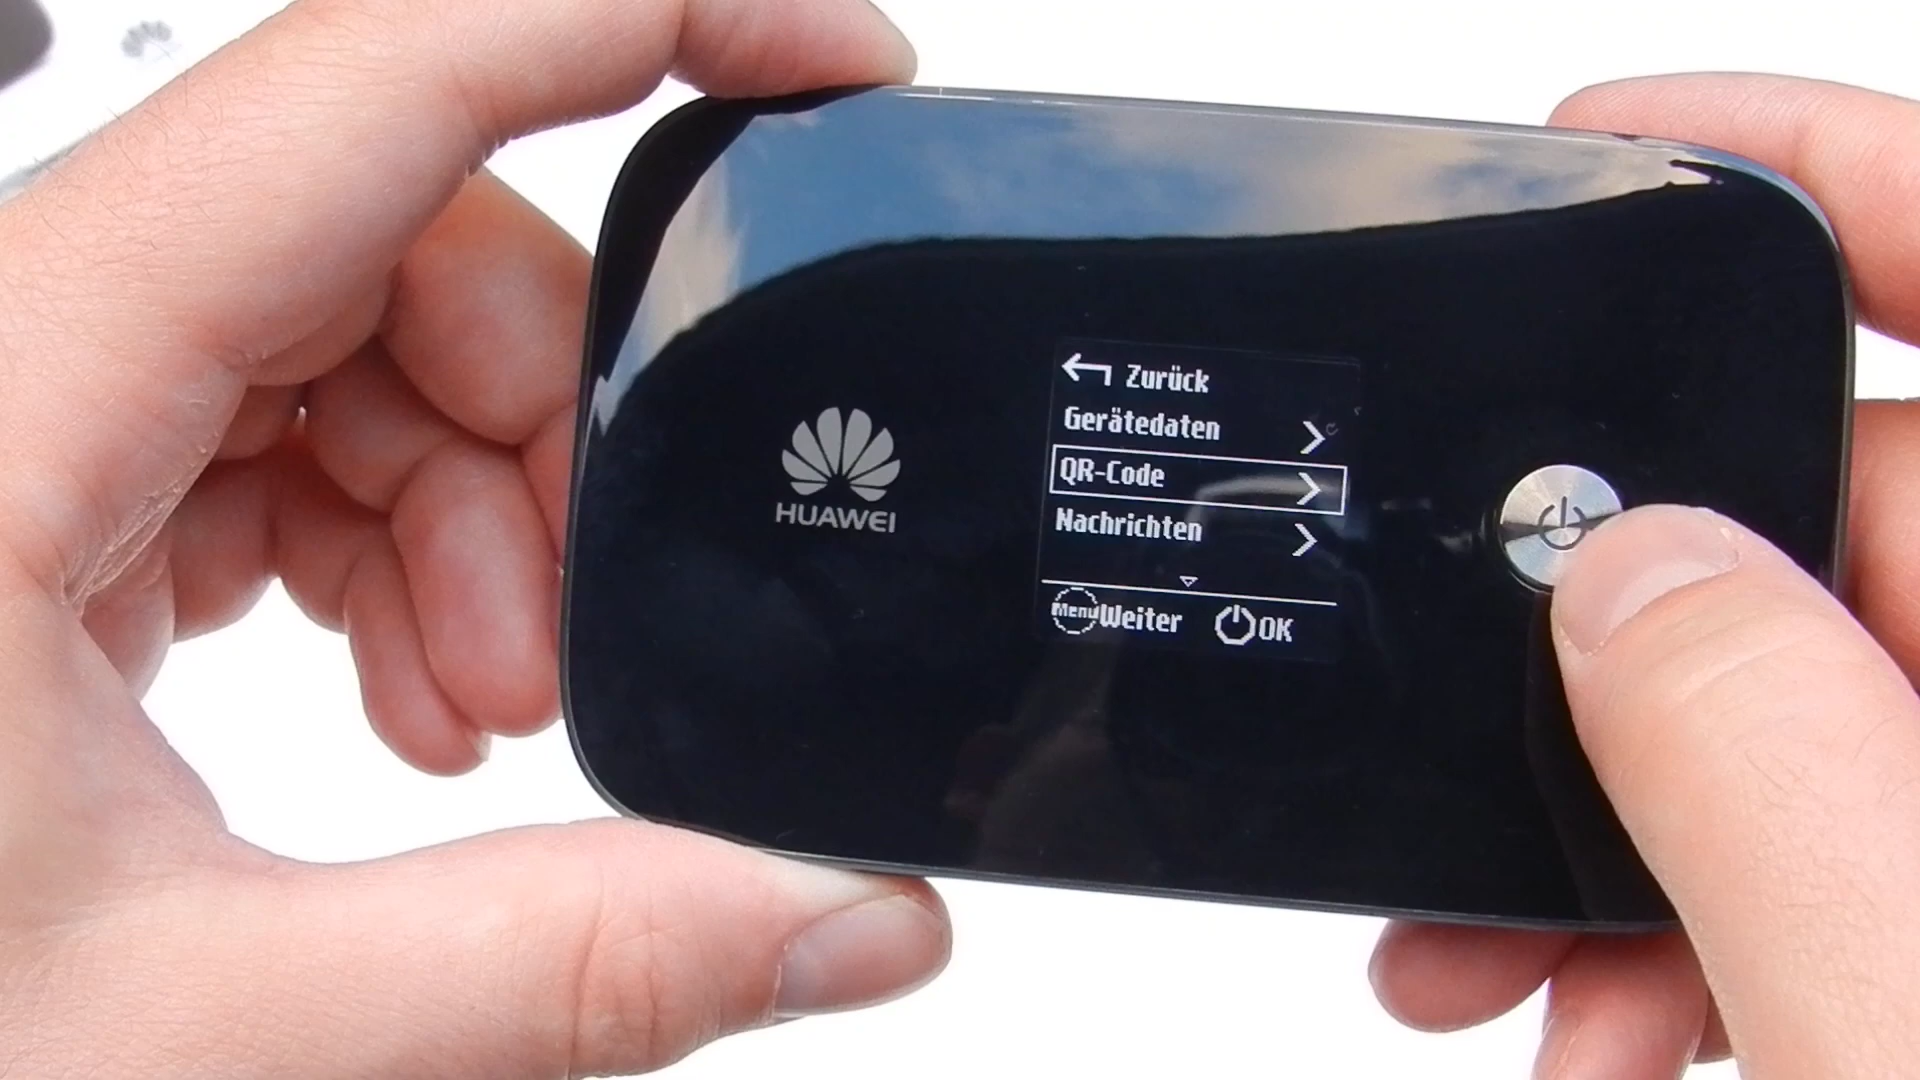 HUAWEI
Zurück
Gerätedaten
QR-Code
Nachrichten
Menu Weiter OK